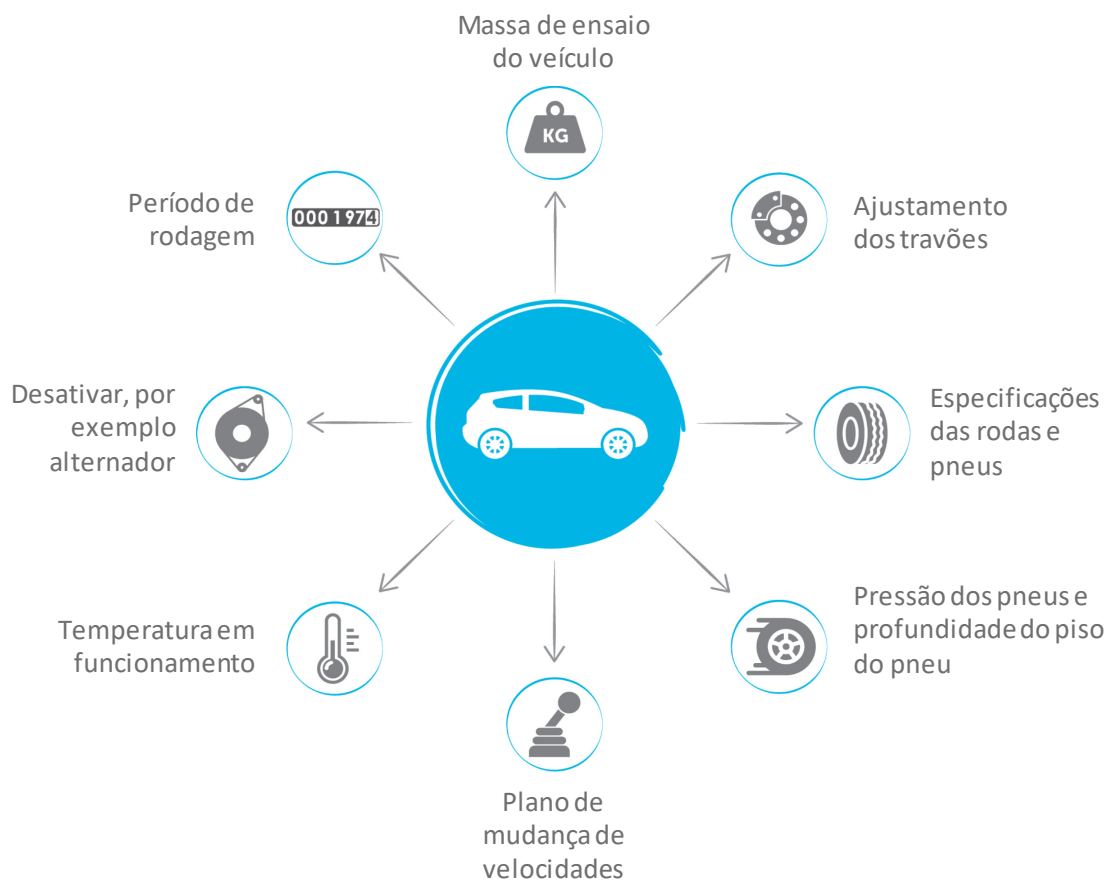 Massa de ensaio
do veículo
KG
Período de
rodagem
0001974
Ajustamento
dos travões
Desativar, por
exemplo
alternador
Especificações
das rodas e
pneus
Temperatura em
funcionamento
Pressão dos pneus e
profundidade do piso
do pneu
Plano de
mudança de
velocidades